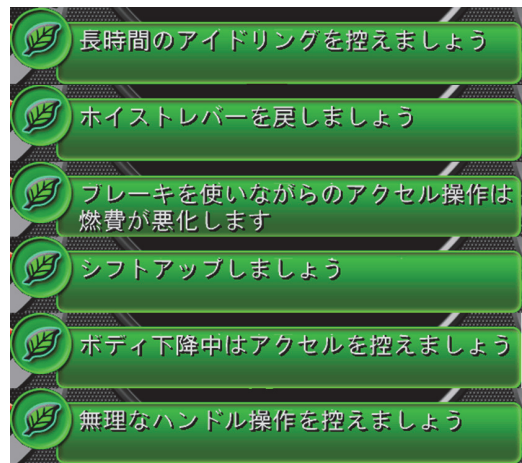 長時間のアイドリングを控えましょう
ホイストレバーを戻しましょう
ブレーキを使いながらのアクセル操作は
燃費が悪化します
シフトアップしましょう
ボディ下降中はアクセルを控えましょう
無理なハンドル操作を控えましょう